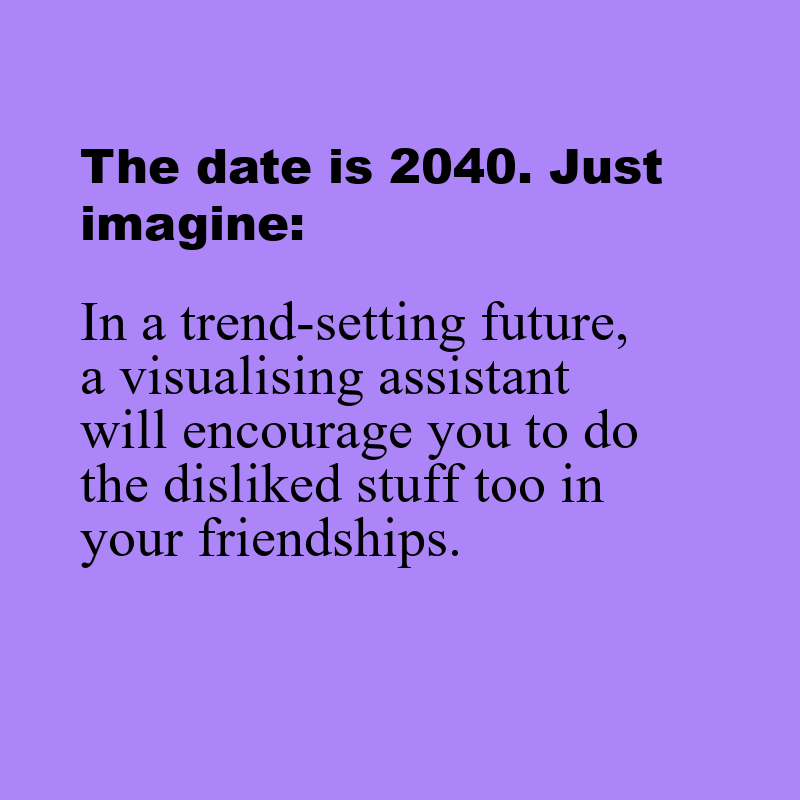 The date is 2040. Just
imagine:
In a trend-setting future,
a visualising assistant
will encourage you to do
the disliked stuff too in
your friendships.